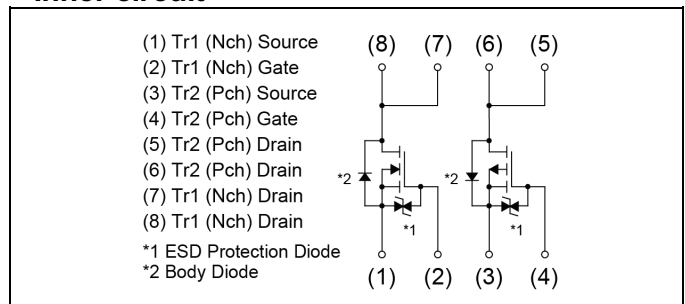 (1) Tr1 (Nch) Source
(2) Tr1 (Nch) Gate
(3) Tr2 (Pch) Source
(4) Tr2 (Pch) Gate
(5) Tr2 (Pch) Drain
(6) Tr2 (Pch) Drain
(7) Tr1 (Nch) Drain
(8) Tr1 (Nch) Drain
*1 ESD Protection Diode
*2 Body Diode
(8) (7) (6) (5)
*2 *2
*1 *1
(1) (2) (3) (4)